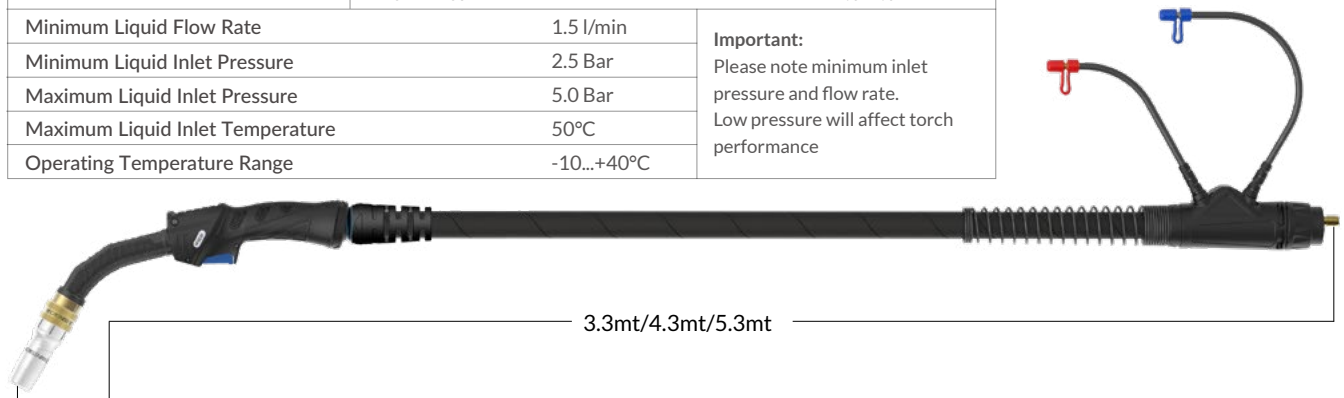 Minimum Liquid Flow Rate 1.5 l/min
Minimum Liquid Inlet Pressure 2.5 Bar
Maximum Liquid Inlet Pressure 5.0 Bar
Maximum Liquid Inlet Temperature 50°C
Operating Temperature Range -10...+40°C
Important:
Please note minimum inlet
pressure and flow rate.
Low pressure will affect torch
performance
3.3mt/4.3mt/5.3mt